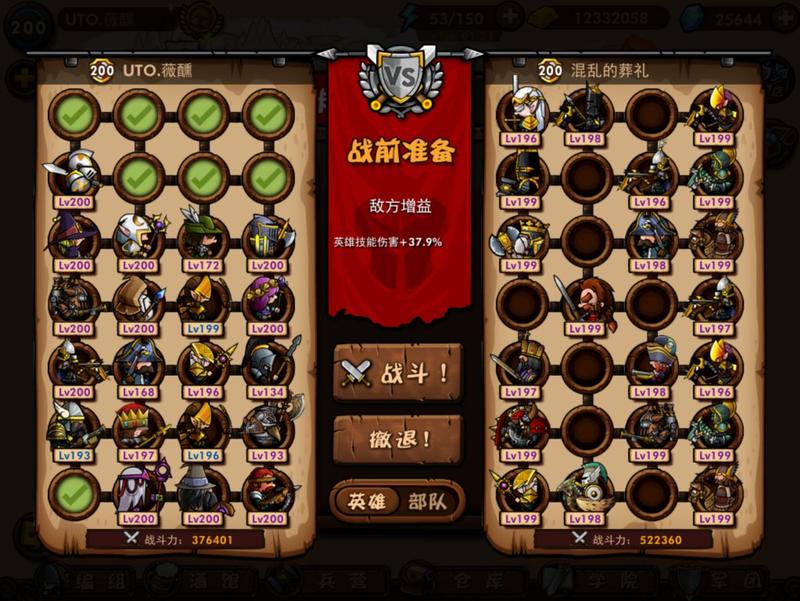 200 UTO.薇醺
53/150
12332058
25644
200 UTO.薇醺
Lv200
Lv200 Lv200 Lv172 Lv200
Lv200 Lv200 Lv199 Lv200
Lv200 Lv168 Lv196 Lv134
Lv193 Lv197 Lv196 Lv193
Lv200 Lv200 Lv200
战斗力: 376401
VS
战前准备
敌方增益
英雄技能伤害+37.9%
战斗!
撤退!
英雄 部队
200 混乱的葬礼
Lv196 Lv198 Lv199
Lv199 Lv196 Lv199
Lv199 Lv198 Lv199
Lv199 Lv197
Lv197 Lv198 Lv196
Lv199 Lv199 Lv199
Lv199 Lv198 Lv199
战斗力: 522360
编组 酒馆 兵营 仓库 学院 军团